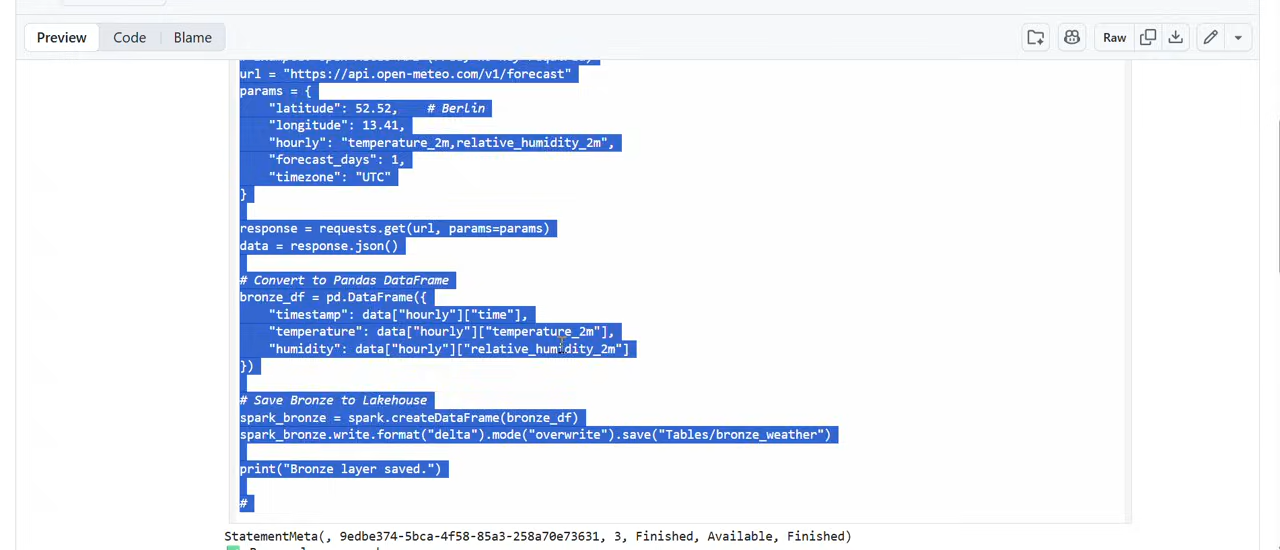 Preview Code Blame Raw
url = "https://api.open-meteo.com/v1/forecast"
params = {
    "latitude": 52.52,    # Berlin
    "longitude": 13.41,
    "hourly": "temperature_2m,relative_humidity_2m",
    "forecast_days": 1,
    "timezone": "UTC"
}
response = requests.get(url, params=params)
data = response.json()
# Convert to Pandas DataFrame
bronze_df = pd.DataFrame({
    "timestamp": data["hourly"]["time"],
    "temperature": data["hourly"]["temperature_2m"],
    "humidity": data["hourly"]["relative_humidity_2m"]
})
# Save Bronze to Lakehouse
spark_bronze = spark.createDataFrame(bronze_df)
spark_bronze.write.format("delta").mode("overwrite").save("Tables/bronze_weather")
print("Bronze layer saved.")
#
StatementMeta(, 9edbe374-5bca-4f58-85a3-258a70e73631, 3, Finished, Available, Finished)